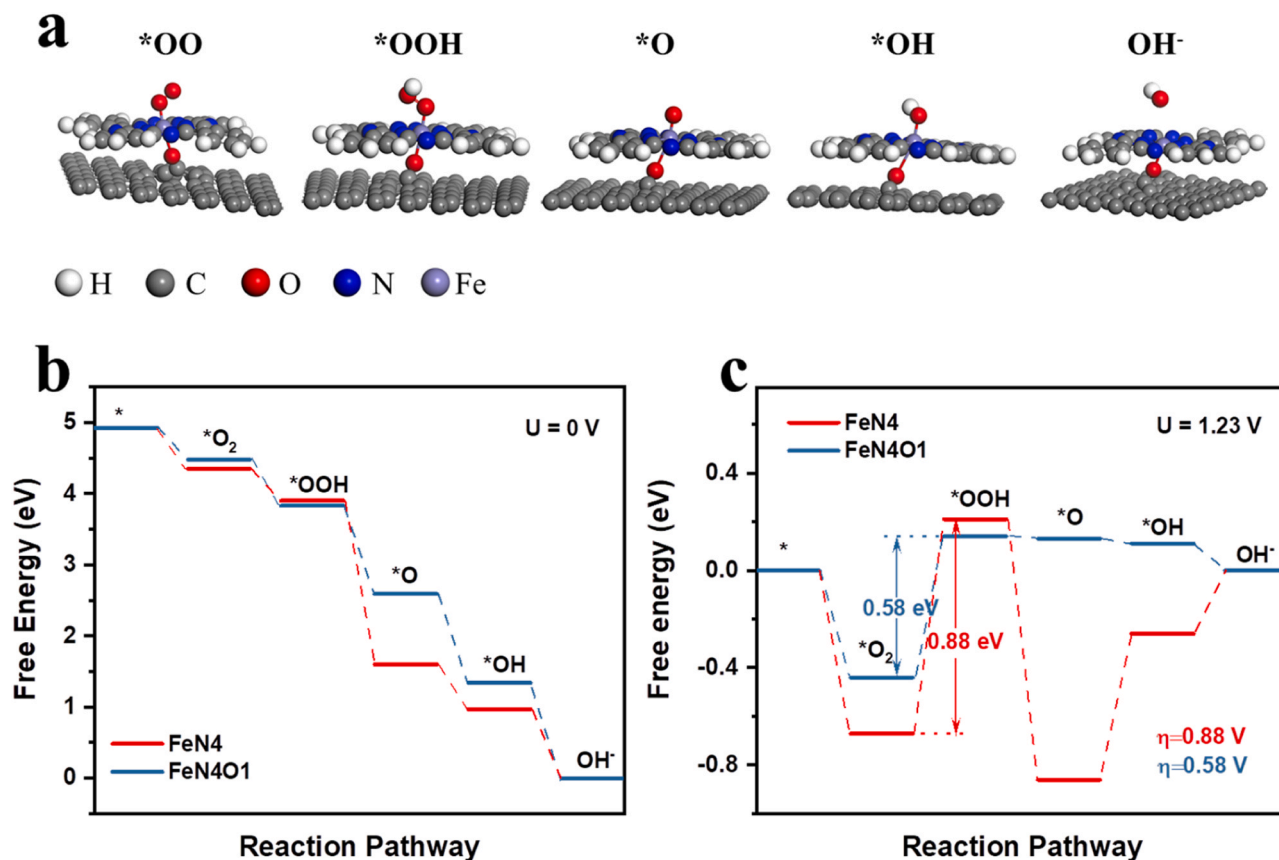 a
*OO
*OOH
*O
*OH
OH-
H
C
O
N
Fe
b
U = 0 V
*
*O2
*OOH
*O
*OH
OH-
FeN4
FeN4O1
5
4
3
2
1
0
Free Energy (eV)
Reaction Pathway
c
FeN4
FeN4O1
U = 1.23 V
*
*O2
*OOH
*O
*OH
OH-
0.58 eV
0.88 eV
η=0.88 V
η=0.58 V
0.4
0.0
-0.4
-0.8
Free energy (eV)
Reaction Pathway